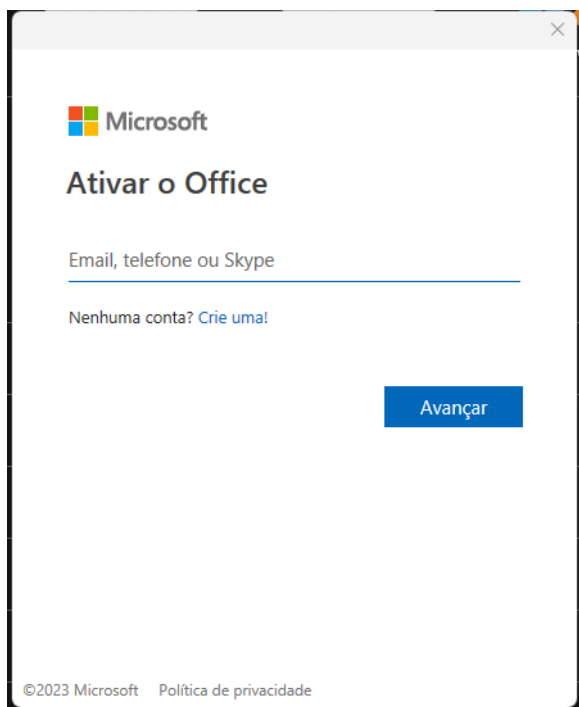 Microsoft
Ativar o Office
Email, telefone ou Skype
Nenhuma conta? Crie uma!
Avançar
©2023 Microsoft Política de privacidade